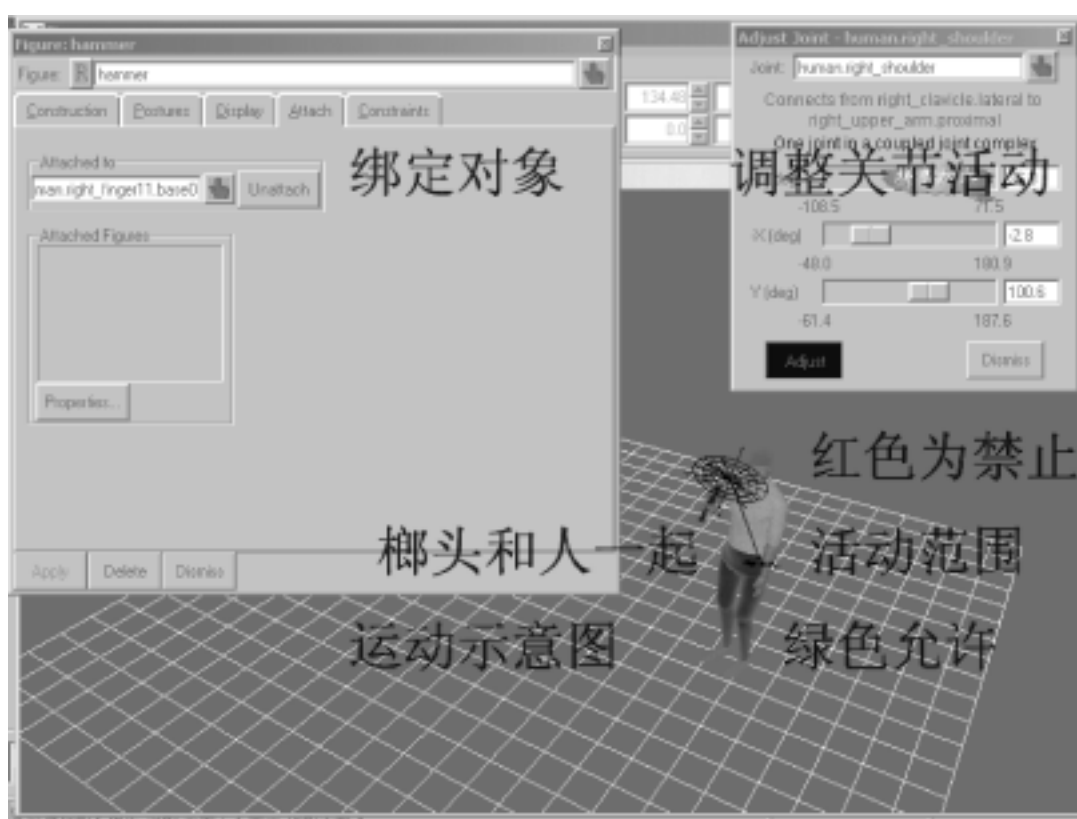 Figure: hammer
Figure: R hammer
Construction Postures Display Attach Constraints
Attached to
man.right_finger11.base0 Unattach
绑定对象
Attached Figures
Properties...
Apply Delete Dismiss
134.48
0.0
Adjust Joint - human.right_shoulder
Joint: human.right_shoulder
Connects from right_clavicle.lateral to
right_upper_arm.proximal
One joint in a coupled joint complex
调整关节活动
-108.5 71.5
-X (deg) -2.8
-48.0 180.9
Y (deg) 100.6
-61.4 187.6
Adjust Dismiss
红色为禁止
榔头和人一起
活动范围
运动示意图
绿色允许